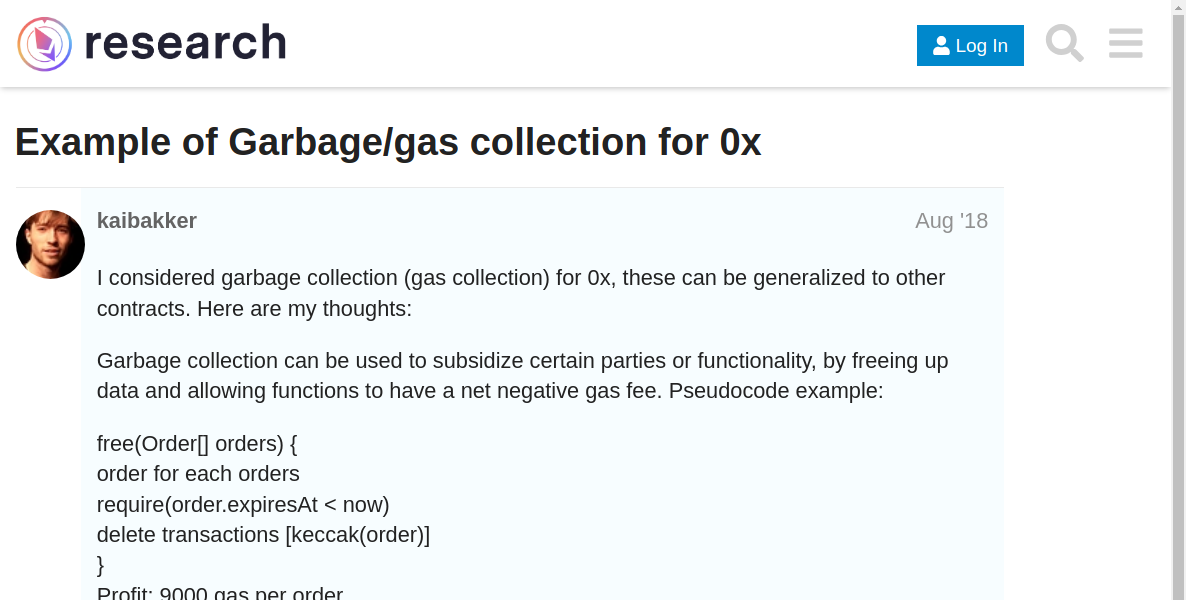 research
Log In
Example of Garbage/gas collection for 0x
kaibakker
Aug '18
I considered garbage collection (gas collection) for 0x, these can be generalized to other
contracts. Here are my thoughts:
Garbage collection can be used to subsidize certain parties or functionality, by freeing up
data and allowing functions to have a net negative gas fee. Pseudocode example:
free(Order[] orders) {
order for each orders
require(order.expiresAt < now)
delete transactions [keccak(order)]
}
Profit: 9000 gas per order